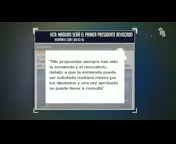 HCR: MADURO SERÁ EL PRIMER PRESIDENTE REVOCADO
"Mis propuestas siempre han sido
la enmienda y el revocatorio,
debido a que la enmienda puede
ser solicitada mañana mismo por
los diputados y una vez aprobada
se puede llevar a consulta".